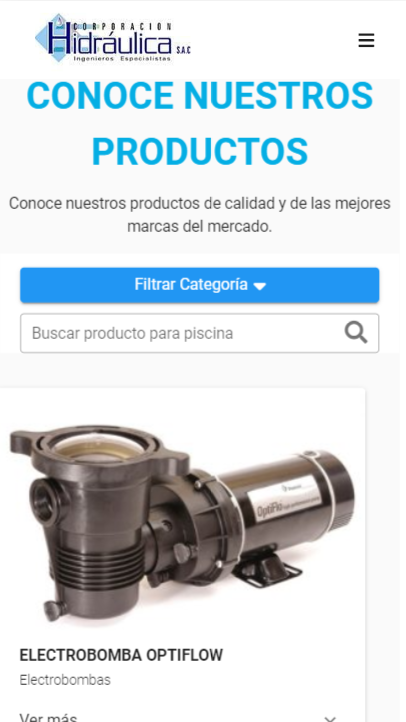 CORPORACION
Hidráulica S.A.C
Ingenieros Especialistas
CONOCE NUESTROS
PRODUCTOS
Conoce nuestros productos de calidad y de las mejores
marcas del mercado.
Filtrar Categoría
Buscar producto para piscina
OptiFlo
ELECTROBOMBA OPTIFLOW
Electrobombas
Ver más